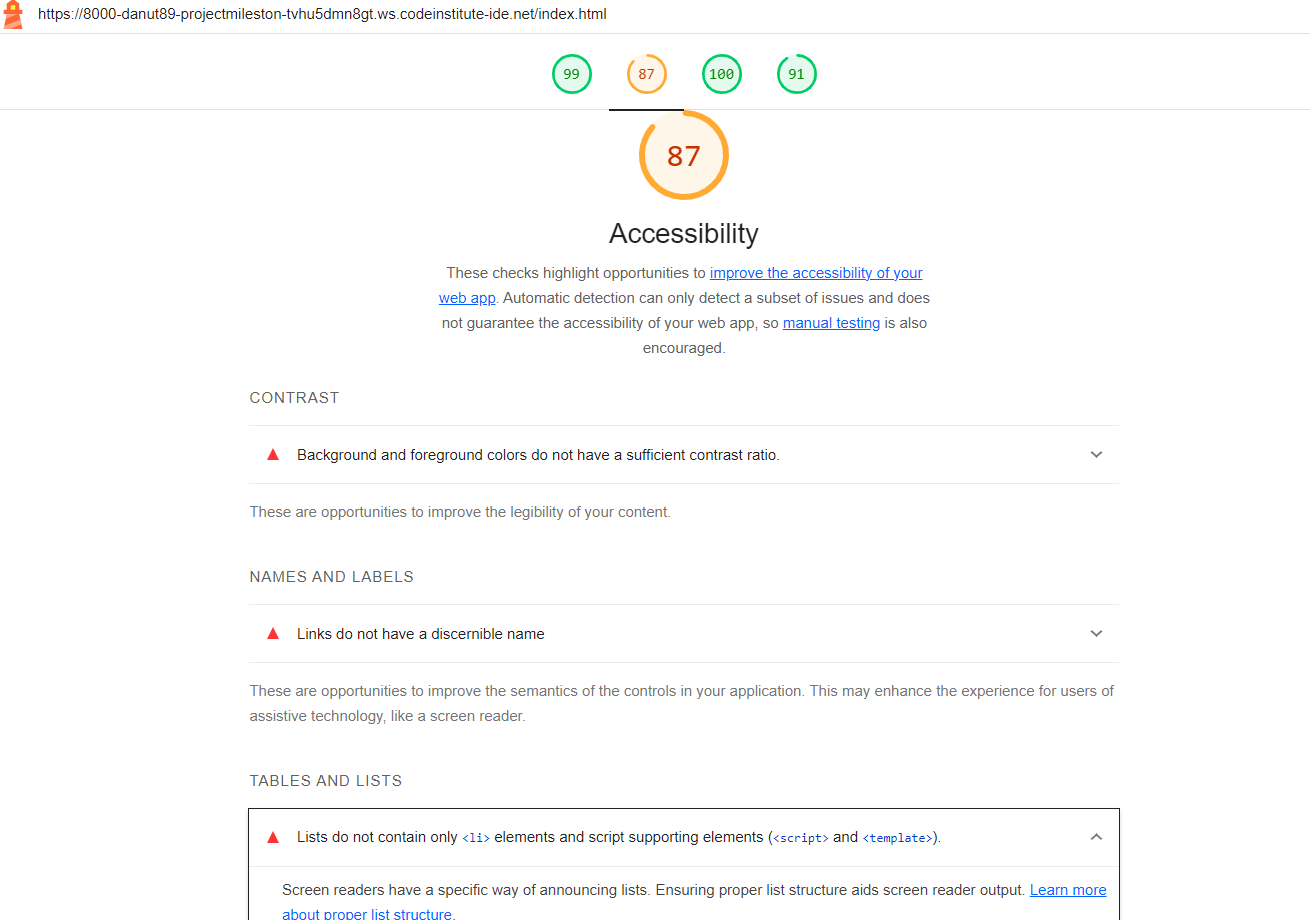 https://8000-danut89-projectmileston-tvhu5dmn8gt.ws.codeinstitute-ide.net/index.html
99 87 100 91
87
Accessibility
These checks highlight opportunities to improve the accessibility of your
web app. Automatic detection can only detect a subset of issues and does
not guarantee the accessibility of your web app, so manual testing is also
encouraged.
CONTRAST
Background and foreground colors do not have a sufficient contrast ratio.
These are opportunities to improve the legibility of your content.
NAMES AND LABELS
Links do not have a discernible name
These are opportunities to improve the semantics of the controls in your application. This may enhance the experience for users of
assistive technology, like a screen reader.
TABLES AND LISTS
Lists do not contain only <li> elements and script supporting elements (<script> and <template>).
Screen readers have a specific way of announcing lists. Ensuring proper list structure aids screen reader output. Learn more
about proper list structure.